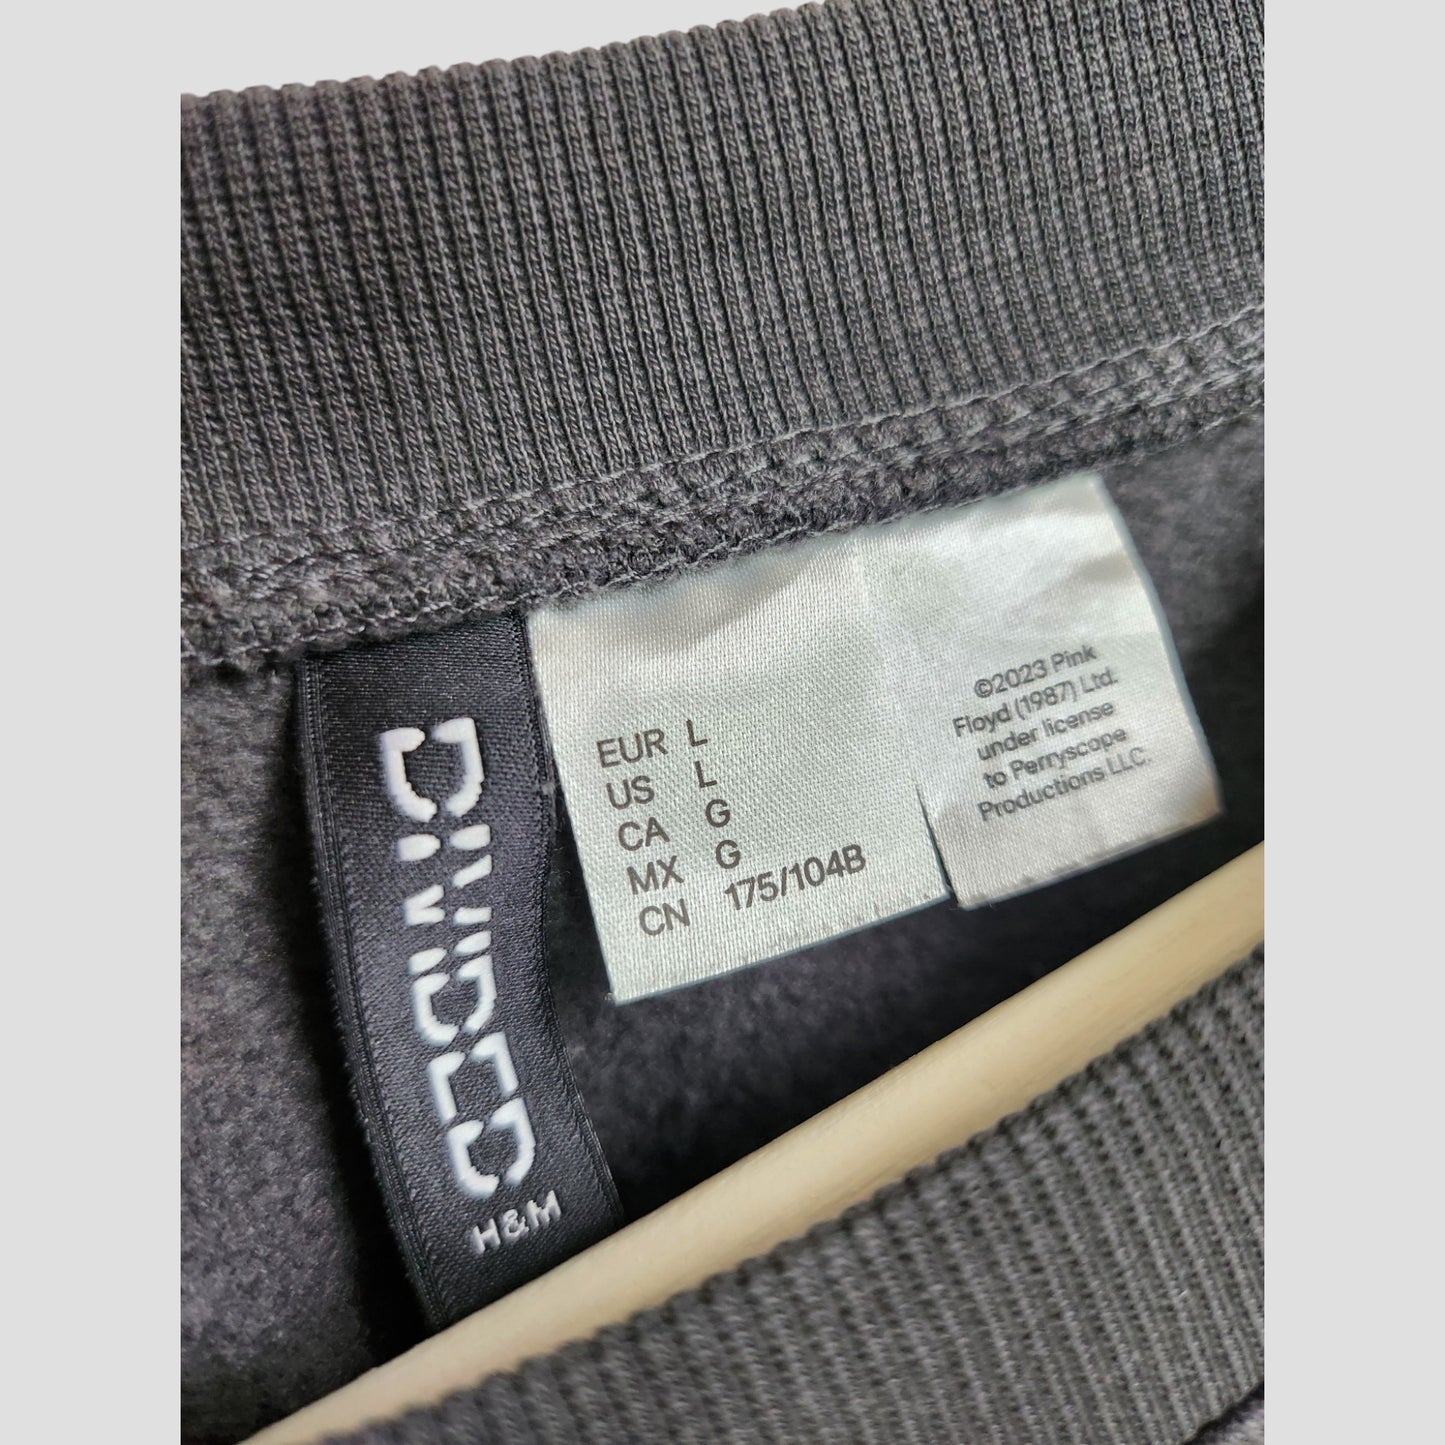 DIVIDED
H&M
EUR L
US L
CA G
MX G
CN 175/104B
©2023 Pink
Floyd (1987) Ltd.
under license
to Perryscope
Productions LLC.